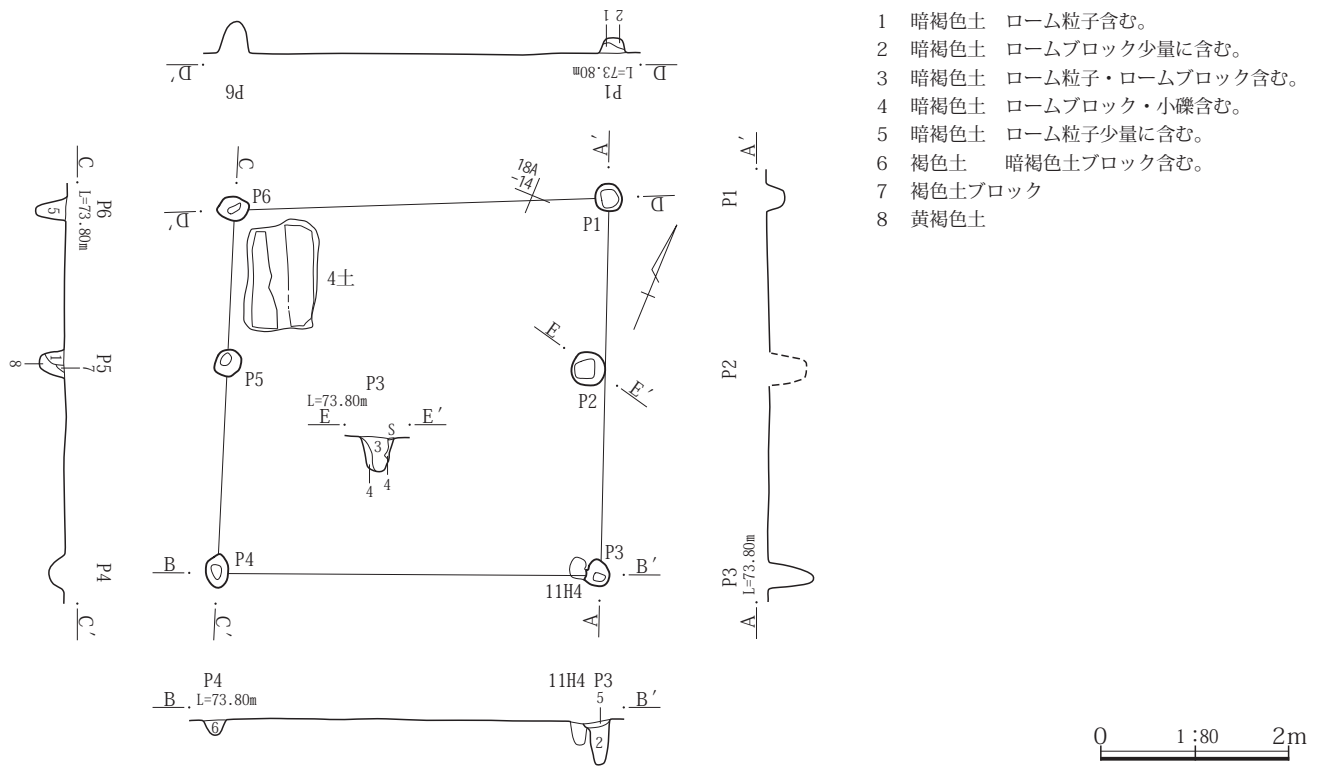 1 2
D′
L=73.80m
D
P6
P1
1 暗褐色土 ローム粒子含む。
2 暗褐色土 ロームブロック少量に含む。
3 暗褐色土 ローム粒子・ロームブロック含む。
4 暗褐色土 ロームブロック・小礫含む。
5 暗褐色土 ローム粒子少量に含む。
6 褐色土 暗褐色土ブロック含む。
7 褐色土ブロック
8 黄褐色土
C
L=73.80m
P6
5
P5
1
7
8
P4
C′
C
A′
18A
-14
P6
D′
D
P1
4土
E
E′
P5
P2
P3
L=73.80m
E
E′
S
3
4
4
B
P4
P3
B′
11H4
C′
A
A′
P1
P2
P3
L=73.80m
A
P4
11H4 P3
B
L=73.80m
5
B′
6
2
0 1:80 2m